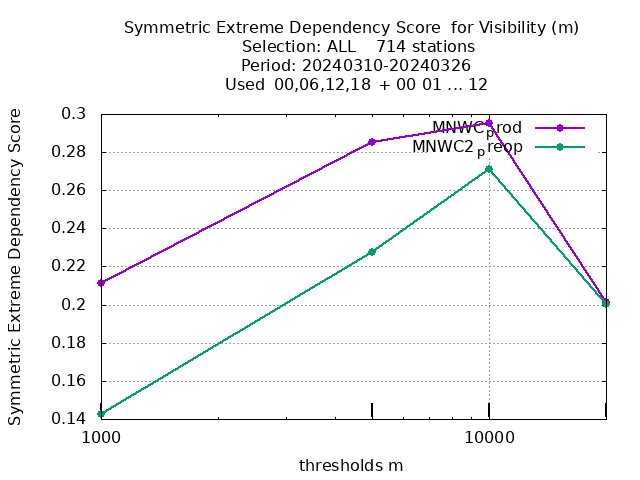 Symmetric Extreme Dependency Score  for Visibility (m)
Selection: ALL    714 stations
Period: 20240310-20240326
Used  00,06,12,18 + 00 01 ... 12
Symmetric Extreme Dependency Score
0.3
0.28
0.26
0.24
0.22
0.2
0.18
0.16
0.14
MNWC_prod
MNWC2_preop
1000
10000
thresholds m